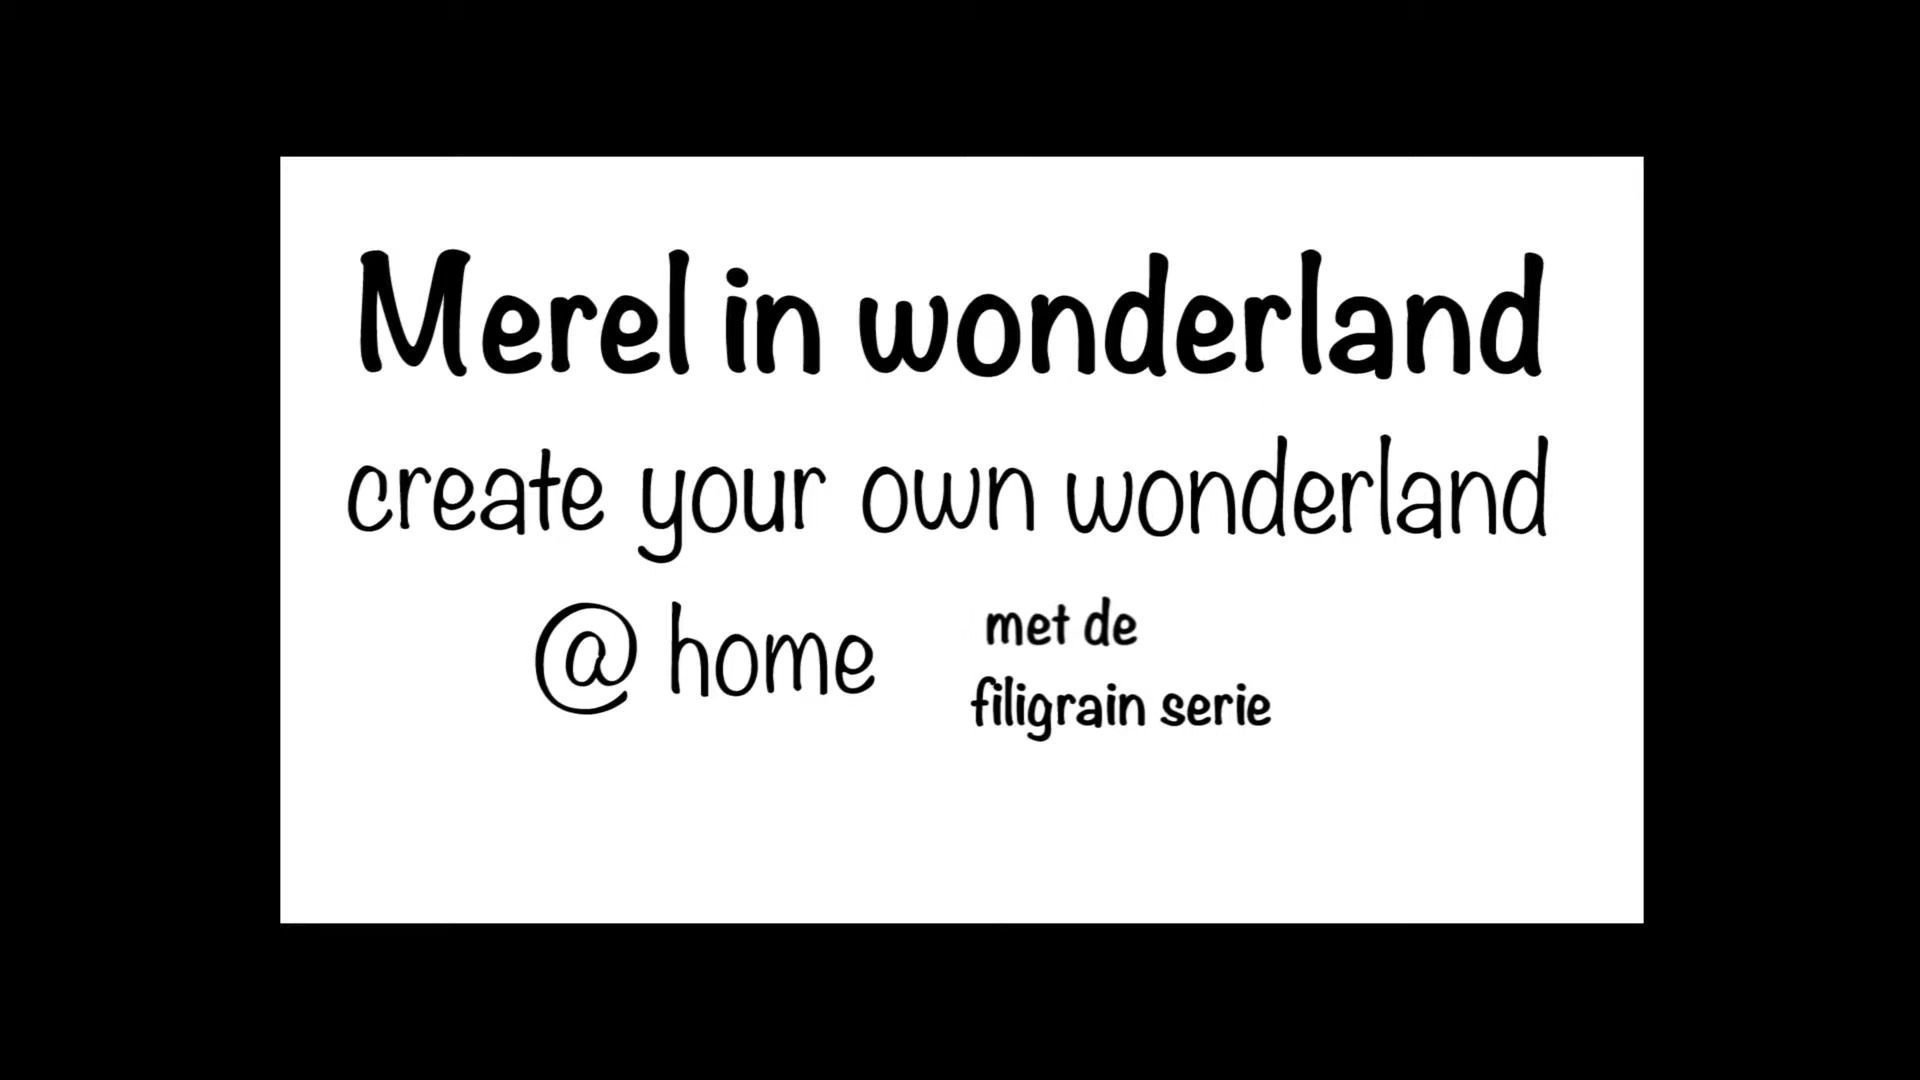 Merel in wonderland
create your own wonderland
@ home
met de
filigrain serie